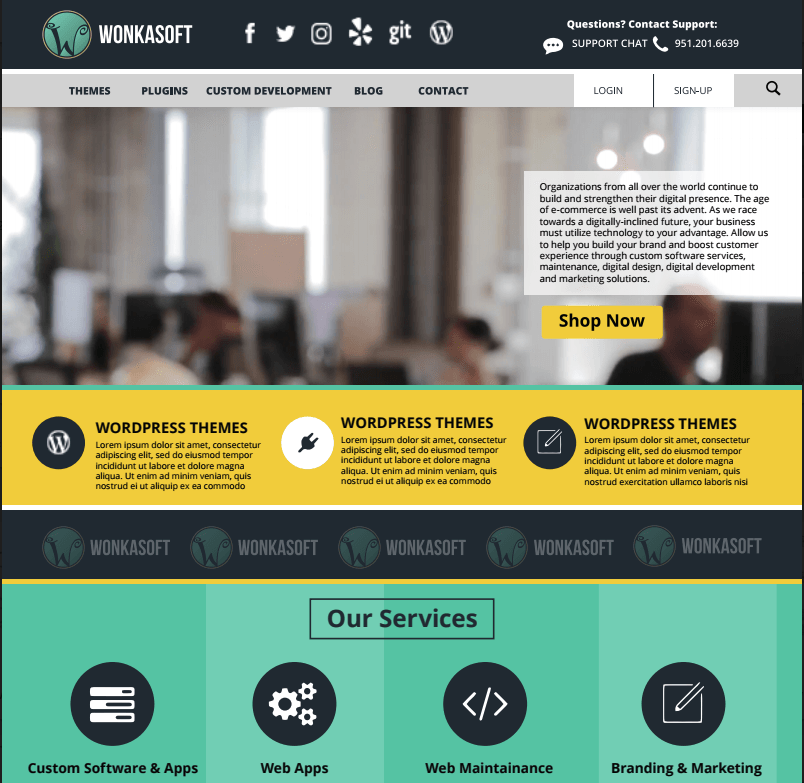 WONKASOFT
git
Questions? Contact Support:
SUPPORT CHAT 951.201.6639
THEMES PLUGINS CUSTOM DEVELOPMENT BLOG CONTACT LOGIN SIGN-UP
Organizations from all over the world continue to
build and strengthen their digital presence. The age
of e-commerce is well past its advent. As we race
towards a digitally-inclined future, your business
must utilize technology to your advantage. Allow us
to help you build your brand and boost customer
experience through custom software services,
maintenance, digital design, digital development
and marketing solutions.
Shop Now
WORDPRESS THEMES
Lorem ipsum dolor sit amet, consectetur
adipiscing elit, sed do eiusmod tempor
incididunt ut labore et dolore magna
aliqua. Ut enim ad minim veniam, quis
nostrud ei ut aliquip ex ea commodo
WORDPRESS THEMES
Lorem ipsum dolor sit amet, consectetur
adipiscing elit, sed do eiusmod tempor
incididunt ut labore et dolore magna
aliqua. Ut enim ad minim veniam, quis
nostrud ei ut aliquip ex ea commodo
WORDPRESS THEMES
Lorem ipsum dolor sit amet, consectetur
adipiscing elit, sed do eiusmod tempor
incididunt ut labore et dolore magna
aliqua. Ut enim ad minim veniam, quis
nostrud exercitation ullamco laboris nisi
WONKASOFT WONKASOFT WONKASOFT WONKASOFT WONKASOFT
Our Services
Custom Software & Apps Web Apps Web Maintainance Branding & Marketing